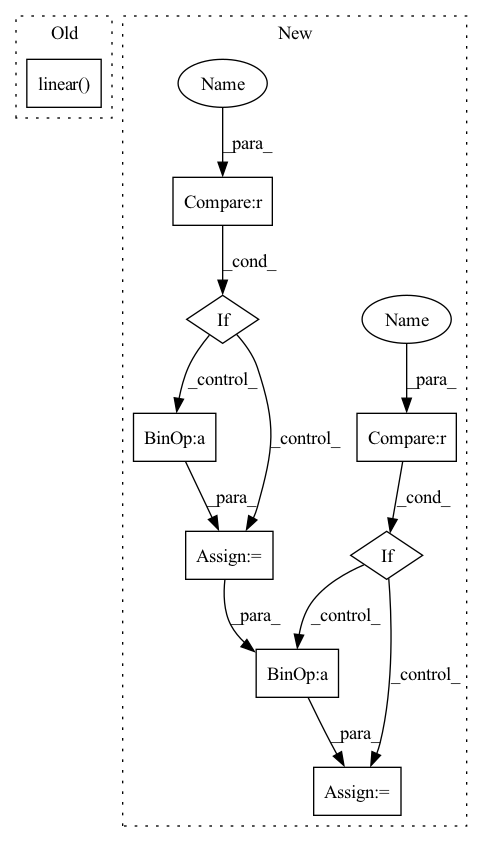 Old
New
linear()
Name
_para_
Compare:r
_cond_
If
Name
_control_
_para_
BinOp:a
_control_
Compare:r
_para_
_cond_
Assign:=
If
_para_
_control_
BinOp:a
_control_
_para_
Assign:=